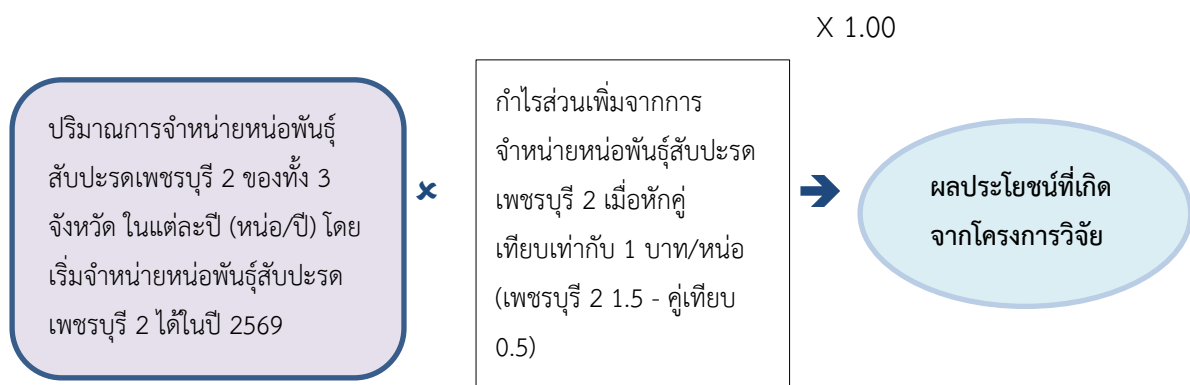 X 1.00
ปริมาณการจำหน่ายหน่อพันธุ์
สับปะรดเพชรบุรี 2 ของทั้ง 3
จังหวัด ในแต่ละปี (หน่อ/ปี) โดย
เริ่มจำหน่ายหน่อพันธุ์สับปะรด
เพชรบุรี 2 ได้ในปี 2569
×
กำไรส่วนเพิ่มจากการ
จำหน่ายหน่อพันธุ์สับปะรด
เพชรบุรี 2 เมื่อหักคู่
เทียบเท่ากับ 1 บาท/หน่อ
(เพชรบุรี 2 1.5 - คู่เทียบ
0.5)
ผลประโยชน์ที่เกิด
จากโครงการวิจัย